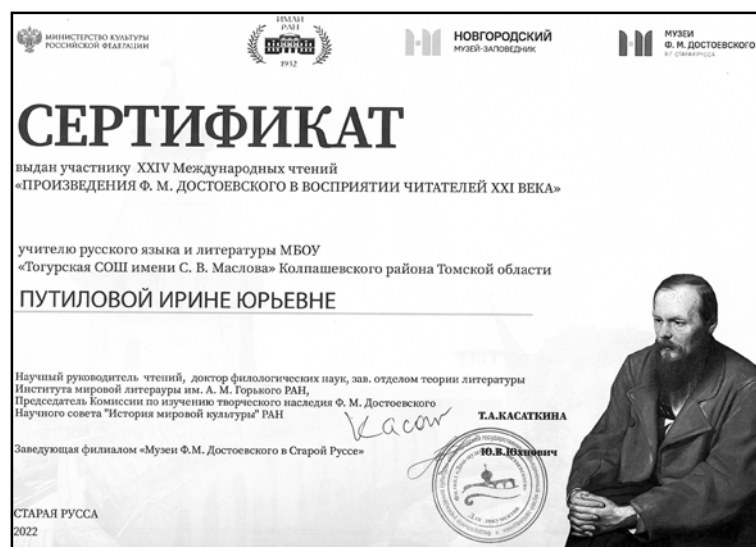 МИНИСТЕРСТВО КУЛЬТУРЫ
РОССИЙСКОЙ ФЕДЕРАЦИИ
ИМЛИ
РАН
1932
НОВГОРОДСКИЙ
МУЗЕЙ-ЗАПОВЕДНИК
МУЗЕИ
Ф. М. ДОСТОЕВСКОГО
В Г. СТАРАЯ РУССА
СЕРТИФИКАТ
выдан участнику XXIV Международных чтений
«ПРОИЗВЕДЕНИЯ Ф. М. ДОСТОЕВСКОГО В ВОСПРИЯТИИ ЧИТАТЕЛЕЙ XXI ВЕКА»
учителю русского языка и литературы МБОУ
«Тогурская СОШ имени С. В. Маслова» Колпашевского района Томской области
ПУТИЛОВОЙ ИРИНЕ ЮРЬЕВНЕ
Научный руководитель чтений, доктор филологических наук, зав. отделом теории литературы
Института мировой литерауры им. А. М. Горького РАН,
Председатель Комиссии по изучению творческого наследия Ф. М. Достоевского
Научного совета "История мировой культуры" РАН
Т.А.КАСАТКИНА
Заведующая филиалом «Музеи Ф.М. Достоевского в Старой Руссе»
Ю.В.Юхнович
СТАРАЯ РУССА
2022